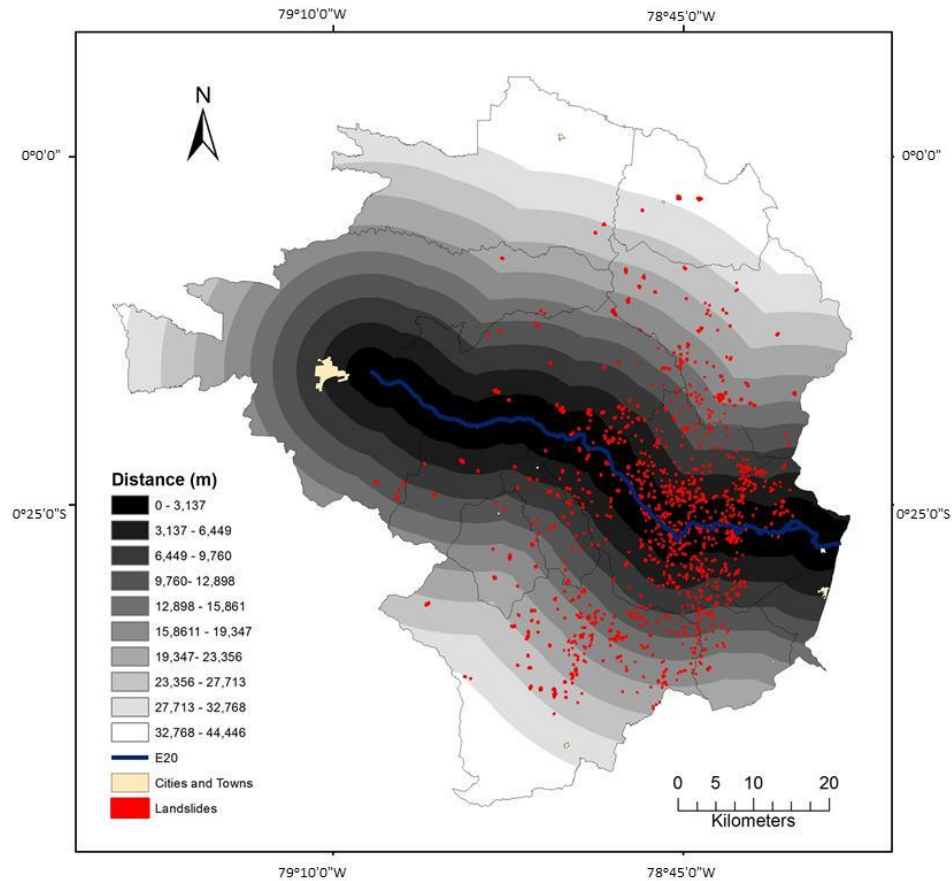 79°10'0"W 78°45'0"W
N
0°0'0" 0°0'0"
Distance (m)
0 - 3,137
0°25'0"S 0°25'0"S
3,137 - 6,449
6,449 - 9,760
9,760- 12,898
12,898 - 15,861
15,8611 - 19,347
19,347- 23,356
23,356 - 27,713
27,713 - 32,768
32,768 - 44,446
E20
Cities and Towns
Landslides
0 5 10 20
Kilometers
79°10'0"W 78°45'0"W